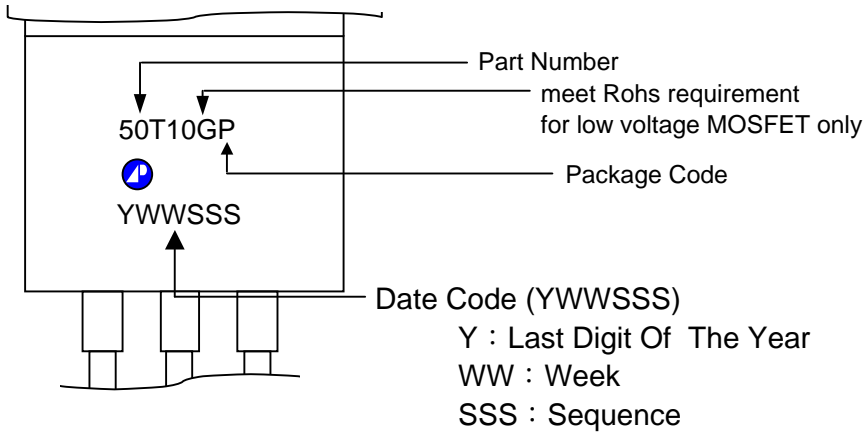 Part Number
meet Rohs requirement
for low voltage MOSFET only
50T10GP
Package Code
YWWSSS
Date Code (YWWSSS)
Y：Last Digit Of The Year
WW：Week
SSS：Sequence